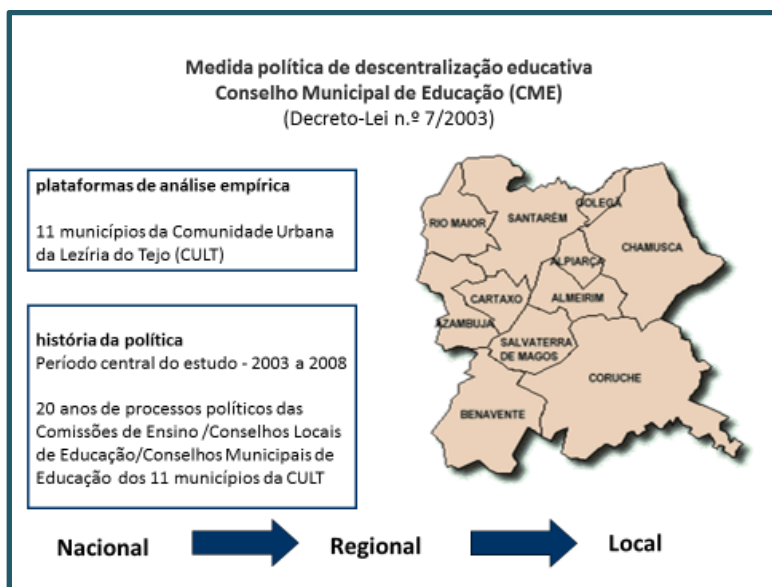 Medida política de descentralização educativa
Conselho Municipal de Educação (CME)
(Decreto-Lei n.º 7/2003)
plataformas de análise empírica
11 municípios da Comunidade Urbana
da Lezíria do Tejo (CULT)
história da política
Período central do estudo - 2003 a 2008
20 anos de processos políticos das
Comissões de Ensino /Conselhos Locais
de Educação/Conselhos Municipais de
Educação dos 11 municípios da CULT
GOLEGÃ
RIO MAIOR
SANTARÉM
CHAMUSCA
ALPIARÇA
CARTAXO
ALMEIRIM
AZAMBUJA
SALVATERRA
DE MAGOS
CORUCHE
BENAVENTE
Nacional
Regional
Local